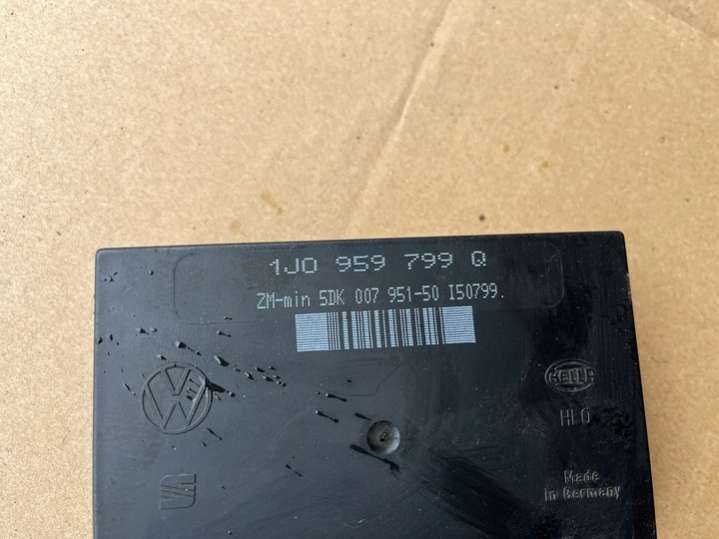 1J0 959 799 Q
ZM-min 5DK 007 951-50 I50799.
HELLA
HLO
Made
in Germany